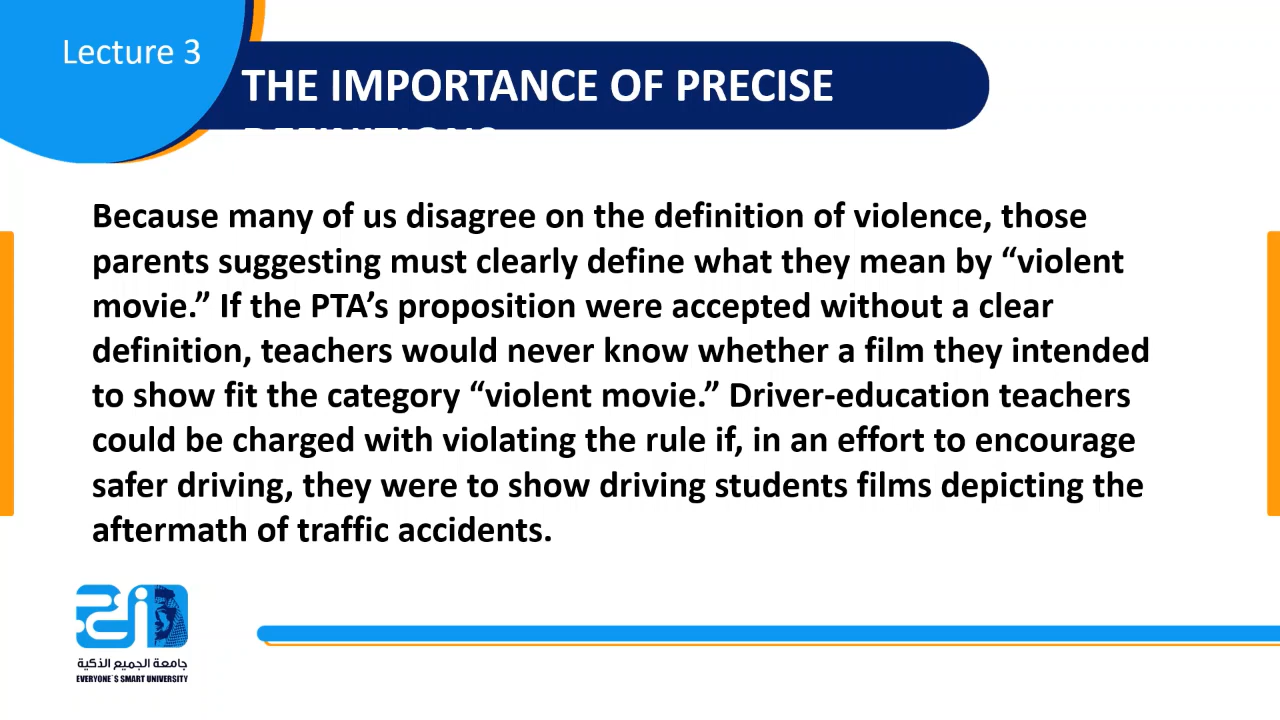 Lecture 3
THE IMPORTANCE OF PRECISE
DEFINITIONS
Because many of us disagree on the definition of violence, those
parents suggesting must clearly define what they mean by “violent
movie.” If the PTA’s proposition were accepted without a clear
definition, teachers would never know whether a film they intended
to show fit the category “violent movie.” Driver-education teachers
could be charged with violating the rule if, in an effort to encourage
safer driving, they were to show driving students films depicting the
aftermath of traffic accidents.
جامعة الجميع الذكية
EVERYONE`S SMART UNIVERSITY